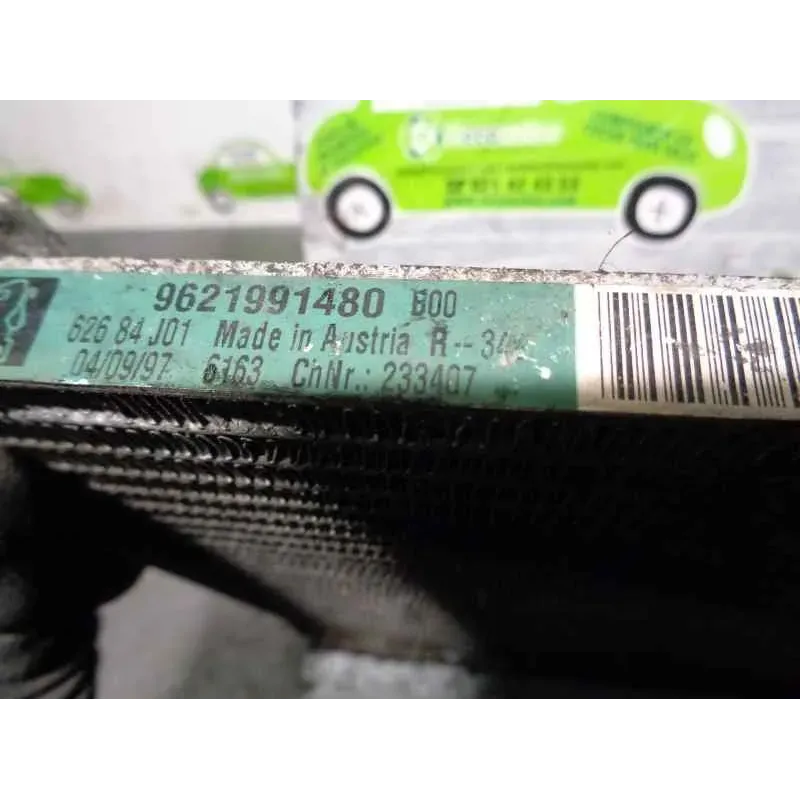 9621991480 B00
626 84 J01 Made in Austria R--34
04/09/97 6163 ChNr.: 233407